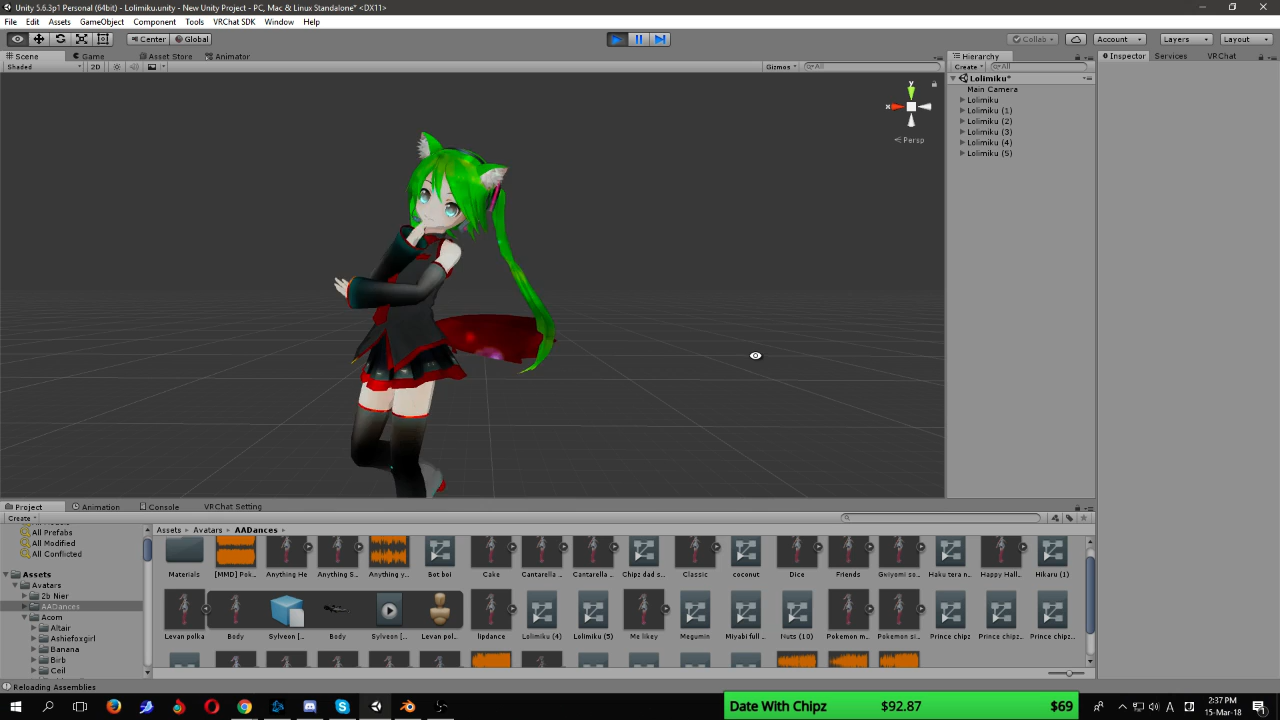 Unity 5.6.3p1 Personal (64bit) - Lolimiku.unity - New Unity Project - PC, Mac & Linux Standalone* <DX11>
File Edit Assets GameObject Component Tools VRChat SDK Window Help
Center Global Collab Account Layers Layout
Scene Game Asset Store Animator Hierarchy Inspector Services VRChat
Shaded 2D Gizmos All Create All
Lolimiku*
Main Camera
Lolimiku
Lolimiku (1)
Lolimiku (2)
Lolimiku (3)
Lolimiku (4)
Lolimiku (5)
y
x
Persp
Project Animation Console VRChat Setting
Create
All Prefabs
All Modified
All Conflicted
Assets
Avatars
2b Nier
AADances
Acom
Altair
Ashiefoxgirl
Banana
Birb
Ceil
Assets Avatars AADances
Materials [MMD] Pok... Anything He Anything S... Anything y... Bot boi Cake Cantarella ... Cantarella ... Chipz dad s... Classic coconut Dice Friends Gwiyomi so... Haku tera n... Happy Hall... Hikaru (1)
Levan polka Body Sylveon [... Body Sylveon [... Levan pol... lipdance Lolimiku (4) Lolimiku (5) Me likey Megumin Miyabi full ... Nuts (10) Pokemon m... Pokemon si... Prince chipz Prince chipz... Prince chipz...
Reloading Assemblies
Date With Chipz $92.87 $69
2:37 PM
15-Mar-18